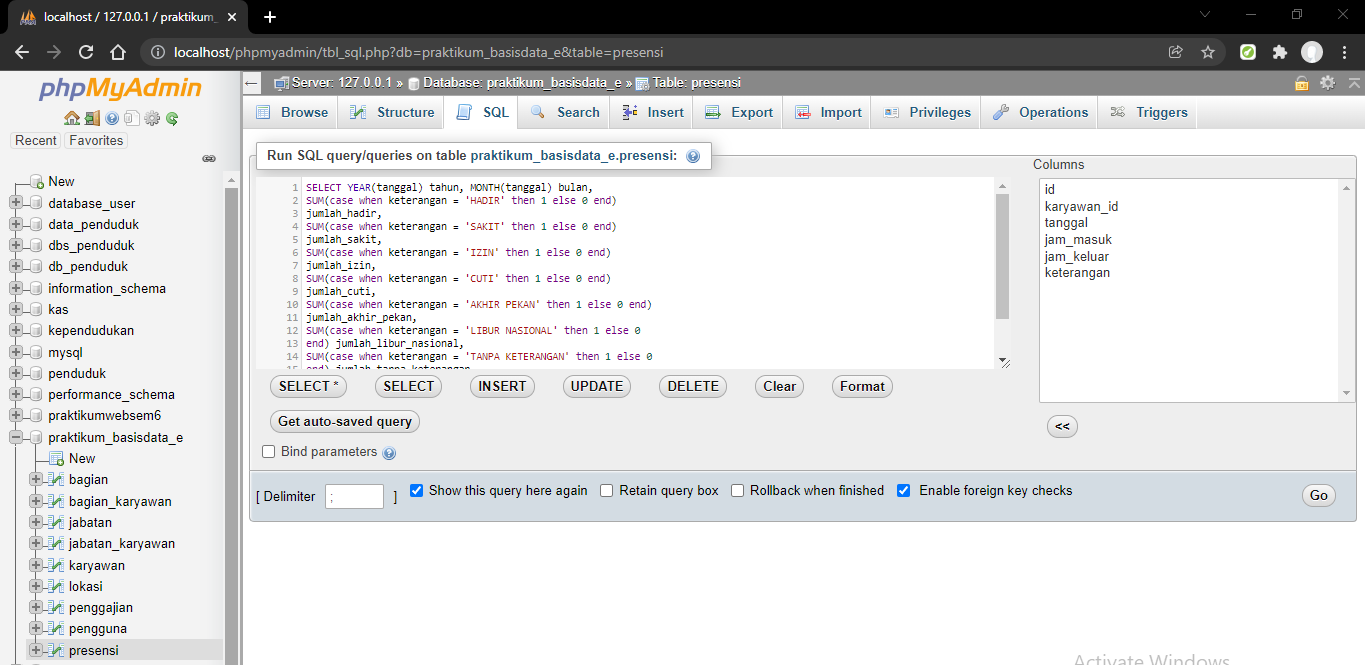 localhost / 127.0.0.1 / praktikum_
localhost/phpmyadmin/tbl_sql.php?db=praktikum_basisdata_e&table=presensi
phpMyAdmin
Recent Favorites
New
database_user
data_penduduk
dbs_penduduk
db_penduduk
information_schema
kas
kependudukan
mysql
penduduk
performance_schema
praktikumwebsem6
praktikum_basisdata_e
New
bagian
bagian_karyawan
jabatan
jabatan_karyawan
karyawan
lokasi
penggajian
pengguna
presensi
Server: 127.0.0.1 » Database: praktikum_basisdata_e » Table: presensi
Browse Structure SQL Search Insert Export Import Privileges Operations Triggers
Run SQL query/queries on table praktikum_basisdata_e.presensi:
1 SELECT YEAR(tanggal) tahun, MONTH(tanggal) bulan,
2 SUM(case when keterangan = 'HADIR' then 1 else 0 end)
3 jumlah_hadir,
4 SUM(case when keterangan = 'SAKIT' then 1 else 0 end)
5 jumlah_sakit,
6 SUM(case when keterangan = 'IZIN' then 1 else 0 end)
7 jumlah_izin,
8 SUM(case when keterangan = 'CUTI' then 1 else 0 end)
9 jumlah_cuti,
10 SUM(case when keterangan = 'AKHIR PEKAN' then 1 else 0 end)
11 jumlah_akhir_pekan,
12 SUM(case when keterangan = 'LIBUR NASIONAL' then 1 else 0
13 end) jumlah_libur_nasional,
14 SUM(case when keterangan = 'TANPA KETERANGAN' then 1 else 0
15 end) jumlah_tanpa_keterangan
Columns
id
karyawan_id
tanggal
jam_masuk
jam_keluar
keterangan
SELECT * SELECT INSERT UPDATE DELETE Clear Format
Get auto-saved query
<<
Bind parameters
[ Delimiter ; ] Show this query here again Retain query box Rollback when finished Enable foreign key checks
Go
Activate Windows